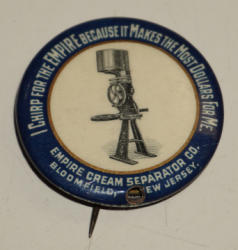 I CHIRP FOR THE EMPIRE BECAUSE IT MAKES THE MOST DOLLARS FOR ME
EMPIRE CREAM SEPARATOR CO.
BLOOMFIELD, NEW JERSEY.